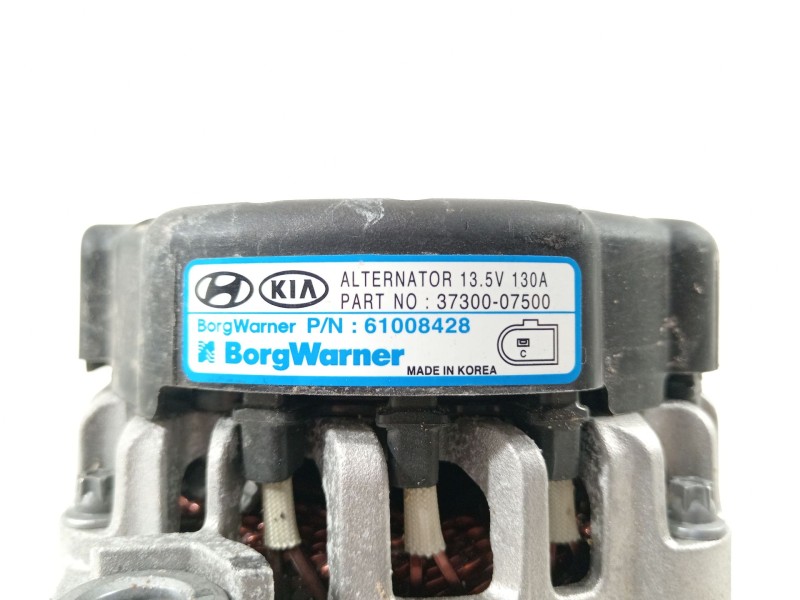 KIA ALTERNATOR 13.5V 130A
PART NO : 37300-07500
BorgWarner P/N : 61008428
BorgWarner
C
MADE IN KOREA